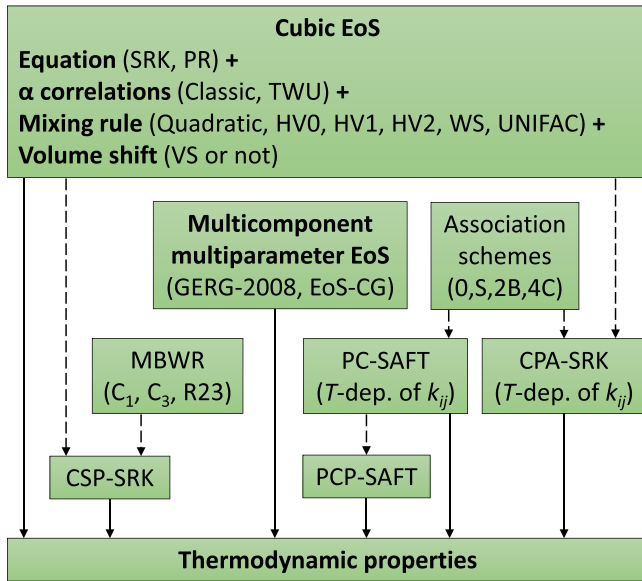 Cubic EoS
Equation (SRK, PR) +
α correlations (Classic, TWU) +
Mixing rule (Quadratic, HV0, HV1, HV2, WS, UNIFAC) +
Volume shift (VS or not)
Multicomponent
multiparameter EoS
(GERG-2008, EoS-CG)
Association
schemes
(0,S,2B,4C)
MBWR
(C₁, C₃, R23)
PC-SAFT
(T-dep. of kᵢⱼ)
CPA-SRK
(T-dep. of kᵢⱼ)
CSP-SRK
PCP-SAFT
Thermodynamic properties